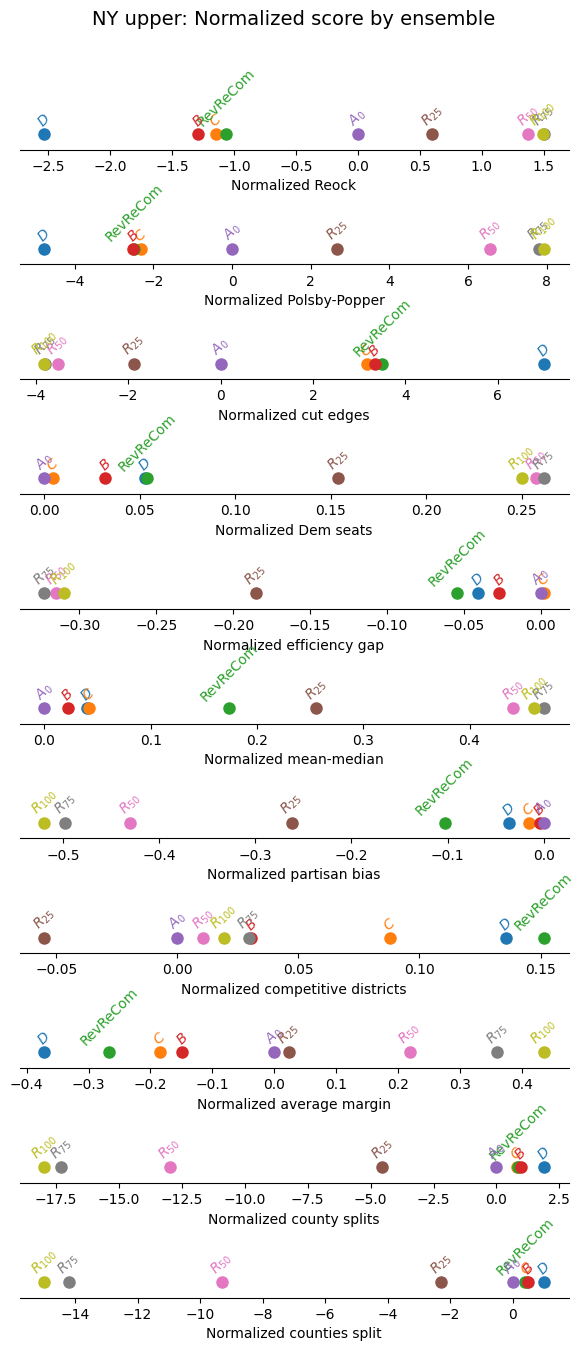 NY upper: Normalized score by ensemble
D B RevReCom C A0 R25 R50 R75 R100
−2.5 −2.0 −1.5 −1.0 −0.5 0.0 0.5 1.0 1.5
Normalized Reock
D RevReCom B C A0 R25 R50 R75 R100
−4 −2 0 2 4 6 8
Normalized Polsby-Popper
R100 R75 R50 R25 A0 C B RevReCom D
−4 −2 0 2 4 6
Normalized cut edges
A0 C B RevReCom D R25 R100 R50 R75
0.00 0.05 0.10 0.15 0.20 0.25
Normalized Dem seats
R75 R50 R100 R25 RevReCom D B A0 C
−0.30 −0.25 −0.20 −0.15 −0.10 −0.05 0.00
Normalized efficiency gap
A0 B D C RevReCom R25 R50 R100 R75
0.0 0.1 0.2 0.3 0.4
Normalized mean-median
R100 R75 R50 R25 RevReCom D C B A0
−0.5 −0.4 −0.3 −0.2 −0.1 0.0
Normalized partisan bias
R25 A0 R50 R100 R75 B C D RevReCom
−0.05 0.00 0.05 0.10 0.15
Normalized competitive districts
D RevReCom C B A0 R25 R50 R75 R100
−0.4 −0.3 −0.2 −0.1 0.0 0.1 0.2 0.3 0.4
Normalized average margin
R100 R75 R50 R25 A0 RevReCom C B D
−17.5 −15.0 −12.5 −10.0 −7.5 −5.0 −2.5 0.0 2.5
Normalized county splits
R100 R75 R50 R25 A0 RevReCom C B D
−14 −12 −10 −8 −6 −4 −2 0
Normalized counties split